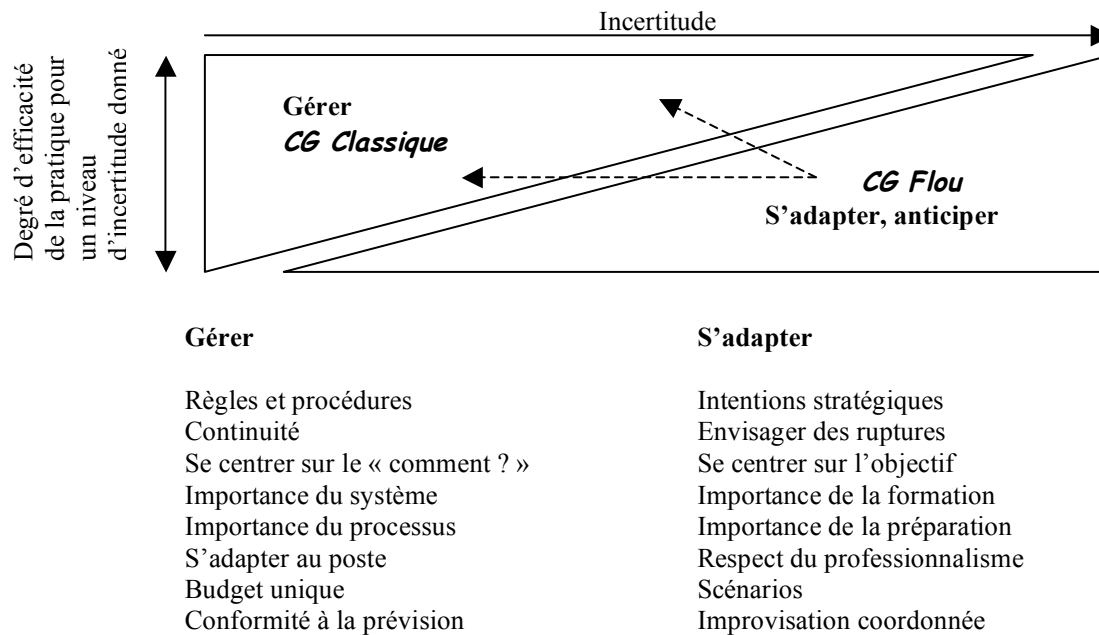 Incertitude
Degré d'efficacité
de la pratique pour
un niveau
d'incertitude donné
Gérer
CG Classique
CG Flou
S'adapter, anticiper
Gérer
S'adapter
Règles et procédures
Intentions stratégiques
Continuité
Envisager des ruptures
Se centrer sur le « comment ? »
Se centrer sur l'objectif
Importance du système
Importance de la formation
Importance du processus
Importance de la préparation
S'adapter au poste
Respect du professionnalisme
Budget unique
Scénarios
Conformité à la prévision
Improvisation coordonnée